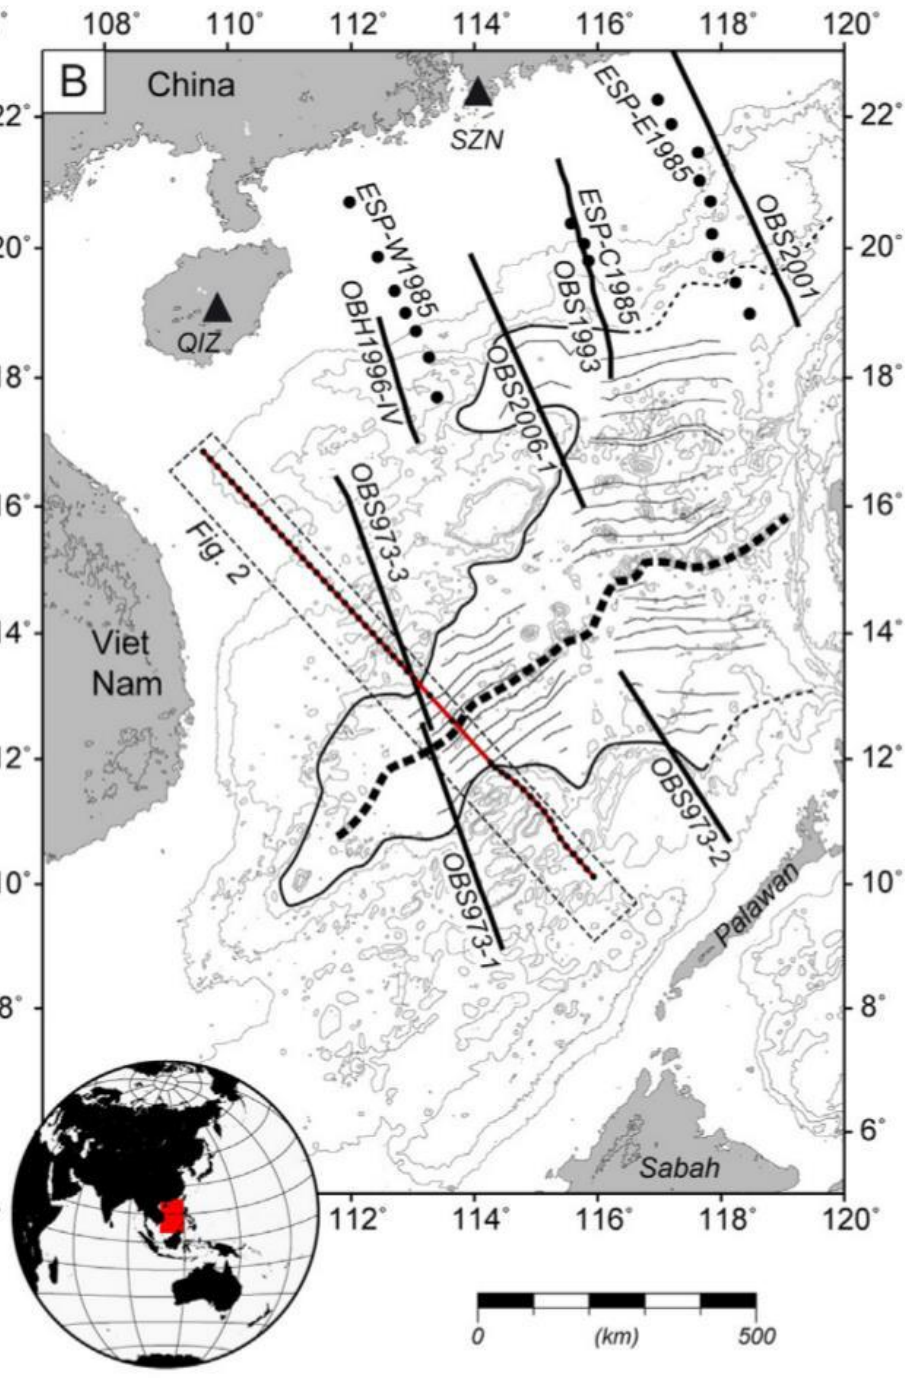 108° 110° 112° 114° 116° 118° 120°
B
China
SZN
ESP-E1985
22° 22°
ESP-W1985
ESP-C1985
OBS2001
20° 20°
OBH1996-IV
OBS1993
QIZ
OBS2006-1
18° 18°
OBS973-3
16° 16°
Fig. 2
14° 14°
Viet
Nam
12° 12°
OBS973-2
10° 10°
OBS973-1
Palawan
8° 8°
6°
Sabah
112° 114° 116° 118° 120°
0 (km) 500